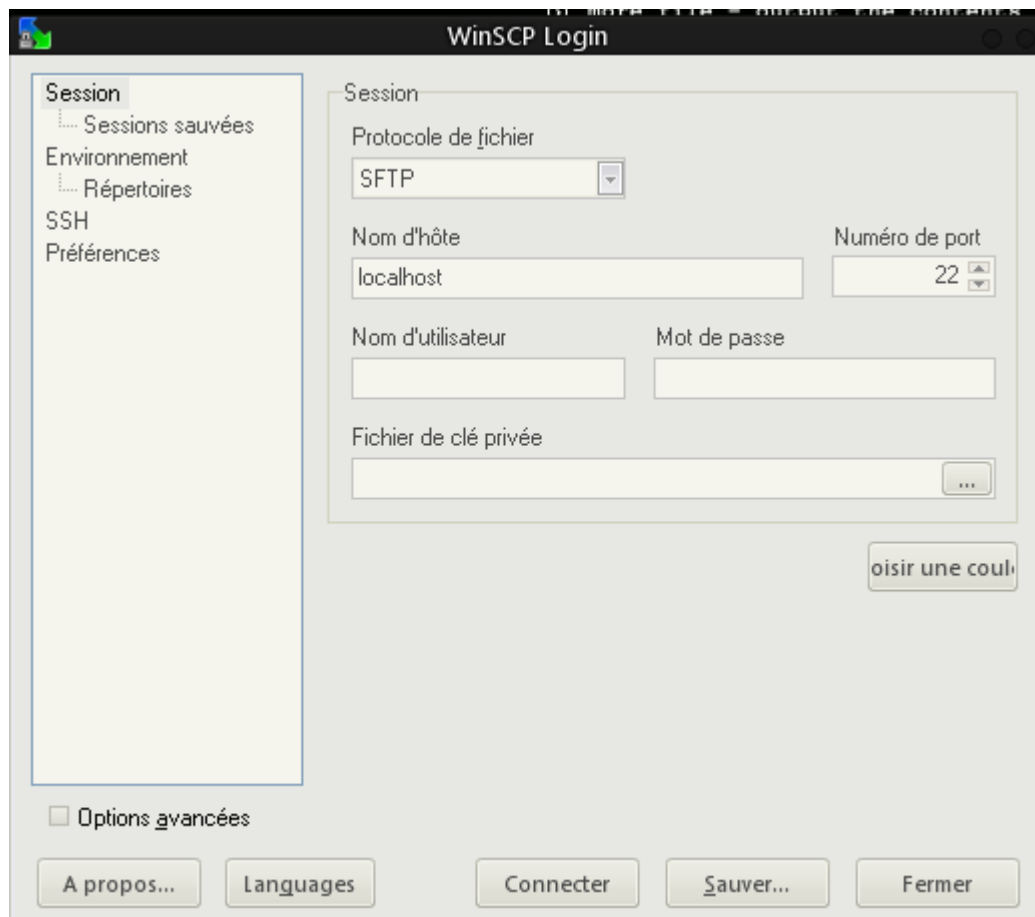 WinSCP Login
Session
Sessions sauvées
Environnement
Répertoires
SSH
Préférences
Session
Protocole de fichier
SFTP
Nom d'hôte
Numéro de port
localhost
22
Nom d'utilisateur
Mot de passe
Fichier de clé privée
...
oisir une coul
Options avancées
A propos...
Languages
Connecter
Sauver...
Fermer